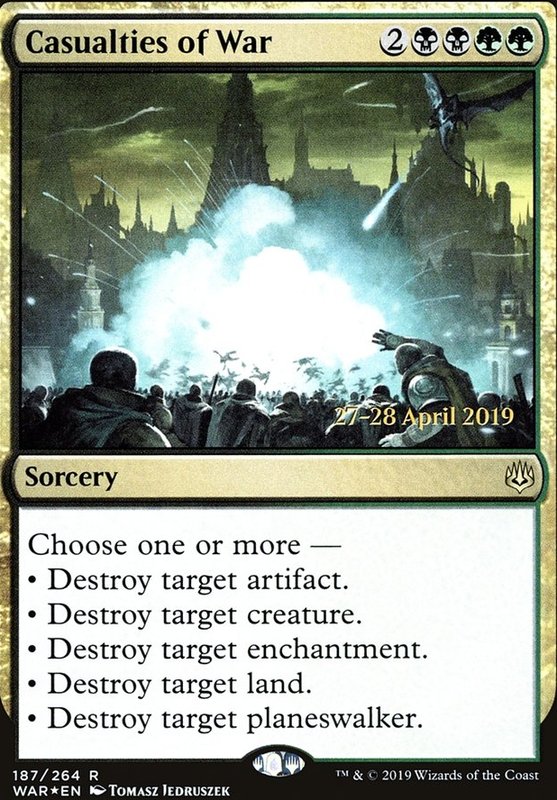 Casualties of War 2
27-28 April 2019
Sorcery
Choose one or more —
• Destroy target artifact.
• Destroy target creature.
• Destroy target enchantment.
• Destroy target land.
• Destroy target planeswalker.
187/264 R
WAR★EN Tomasz Jedruszek
™ & © 2019 Wizards of the Coast